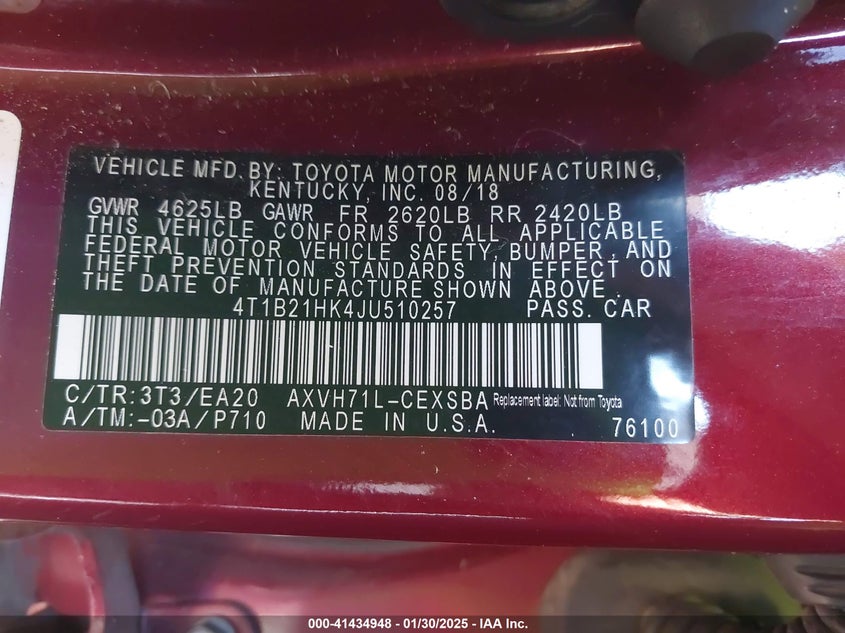 VEHICLE MFD.BY: TOYOTA MOTOR MANUFACTURING,
KENTUCKY, INC. 08/18
GVWR 4625LB GAWR FR 2620LB RR 2420LB
THIS VEHICLE CONFORMS TO ALL APPLICABLE
FEDERAL MOTOR VEHICLE SAFETY, BUMPER, AND
THEFT PREVENTION STANDARDS IN EFFECT ON
THE DATE OF MANUFACTURE SHOWN ABOVE.
4T1B21HK4JU510257 PASS. CAR
C/TR:3T3/EA20 AXVH71L-CEXSBA Replacement label: Not from Toyota
A/TM:-03A/P710 MADE IN U.S.A. 76100
000-41434948 - 01/30/2025 - IAA Inc.